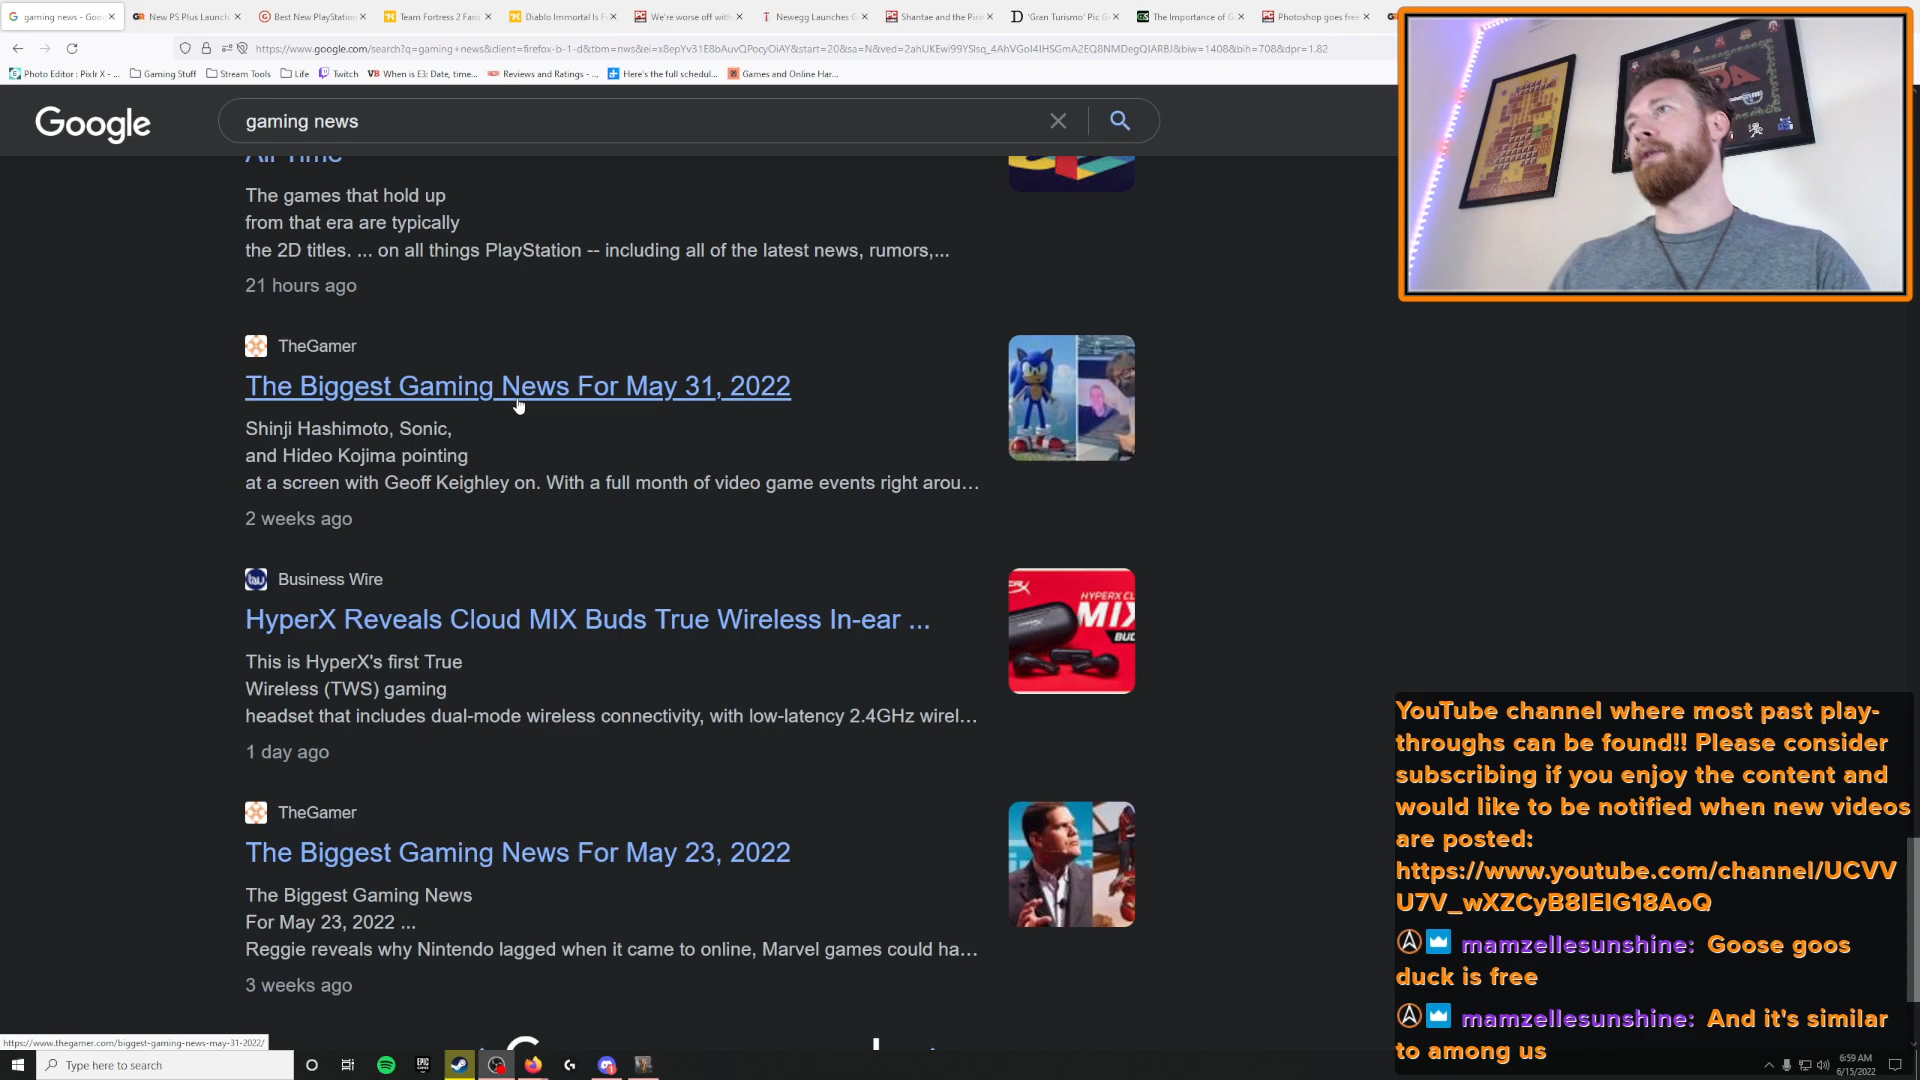 gaming news - Goo
New PS Plus Launch
Best New PlayStation
Team Fortress 2 Fans
Diablo Immortal Is F
We're worse off with
Newegg Launches G
Shantae and the Pira
'Gran Turismo' Pic G
The Importance of G
Photoshop goes free
https://www.google.com/search?q=gaming+news&client=firefox-b-1-d&tbm=nws&ei=x8epYv31E8bAuvQPocyOiAY&start=20&sa=N&ved=2ahUKEwi99YSIsq_4AhVGoI4IHSGmA2EQ8NMDegQIARBJ&biw=1408&bih=708&dpr=1.82
Photo Editor : Pixlr X - ...
Gaming Stuff
Stream Tools
Life
Twitch
When is E3: Date, time...
Reviews and Ratings - ...
Here's the full schedul...
Games and Online Har...
Google
gaming news
All Time
The games that hold up
from that era are typically
the 2D titles. ... on all things PlayStation -- including all of the latest news, rumors,...
21 hours ago
TheGamer
The Biggest Gaming News For May 31, 2022
Shinji Hashimoto, Sonic,
and Hideo Kojima pointing
at a screen with Geoff Keighley on. With a full month of video game events right arou...
2 weeks ago
Business Wire
HyperX Reveals Cloud MIX Buds True Wireless In-ear ...
HYPERX CL
MIX
BUD
This is HyperX's first True
Wireless (TWS) gaming
headset that includes dual-mode wireless connectivity, with low-latency 2.4GHz wirel...
1 day ago
TheGamer
The Biggest Gaming News For May 23, 2022
The Biggest Gaming News
For May 23, 2022 ...
Reggie reveals why Nintendo lagged when it came to online, Marvel games could ha...
3 weeks ago
YouTube channel where most past play-
throughs can be found!! Please consider
subscribing if you enjoy the content and
would like to be notified when new videos
are posted:
https://www.youtube.com/channel/UCVV
U7V_wXZCyB8IEIG18AoQ
mamzellesunshine: Goose goos
duck is free
mamzellesunshine: And it's similar
to among us
https://www.thegamer.com/biggest-gaming-news-may-31-2022/
Type here to search
EPIC
6:59 AM
6/15/2022